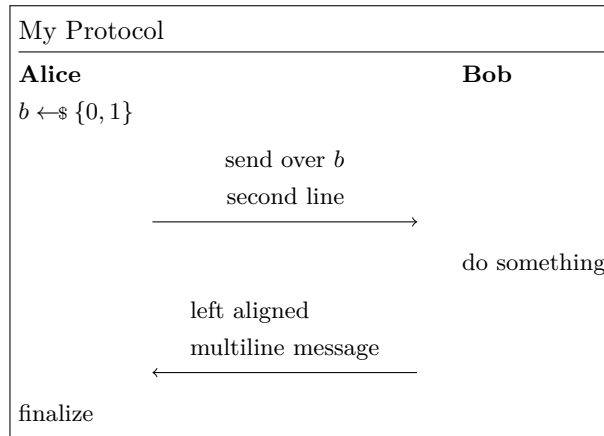 My Protocol
Alice Bob
b ←$ {0, 1}
send over b
second line
do something
left aligned
multiline message
finalize